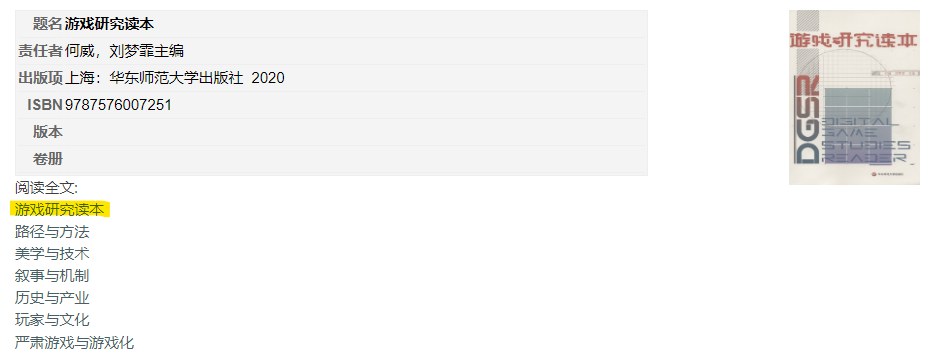 题名 游戏研究读本
责任者 何威，刘梦霏主编
出版项 上海：华东师范大学出版社 2020
ISBN 9787576007251
版本
卷册
阅读全文:
游戏研究读本
路径与方法
美学与技术
叙事与机制
历史与产业
玩家与文化
严肃游戏与游戏化
游戏研究读本
DGSR
DIGITAL
GAME
STUDIES
READER